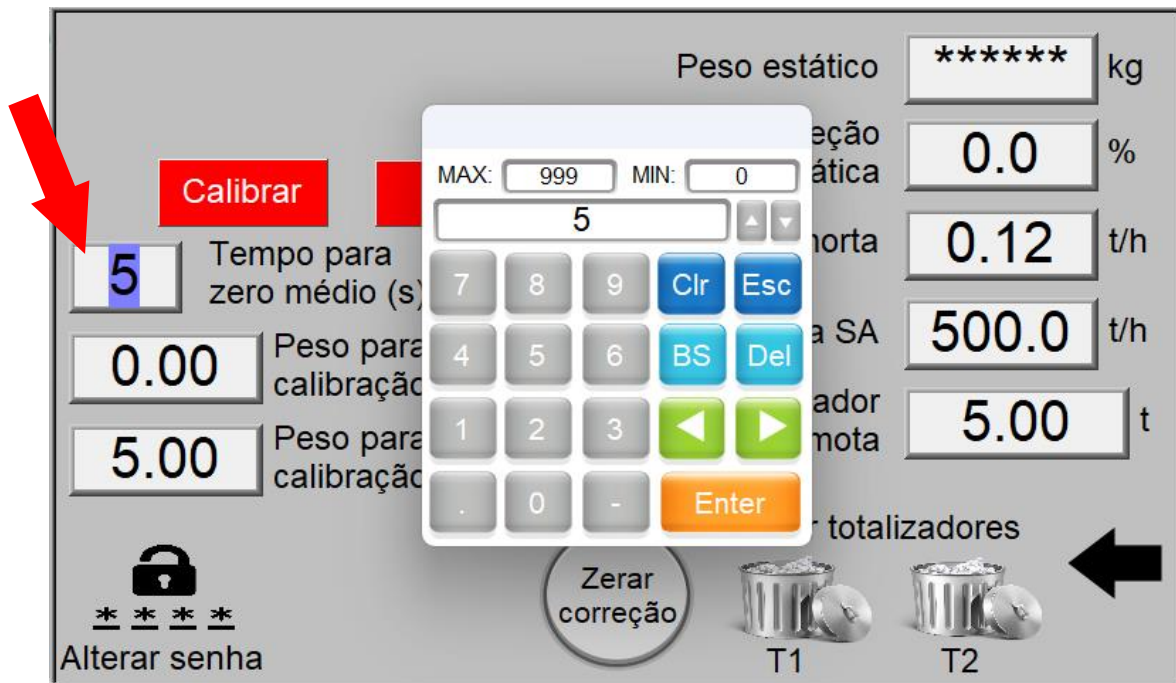 Peso estático
******
kg
eção
ática
0.0
%
Calibrar
MAX: 999 MIN: 0
5
5
Tempo para
zero médio (s)
7 8 9 Clr Esc
4 5 6 BS Del
1 2 3
. 0 - Enter
0.12
t/h
0.00
Peso para
calibração
a SA
500.0
t/h
5.00
Peso para
calibração
ador
mota
5.00
t
totalizadores
Zerar
correção
* * * *
Alterar senha
T1
T2